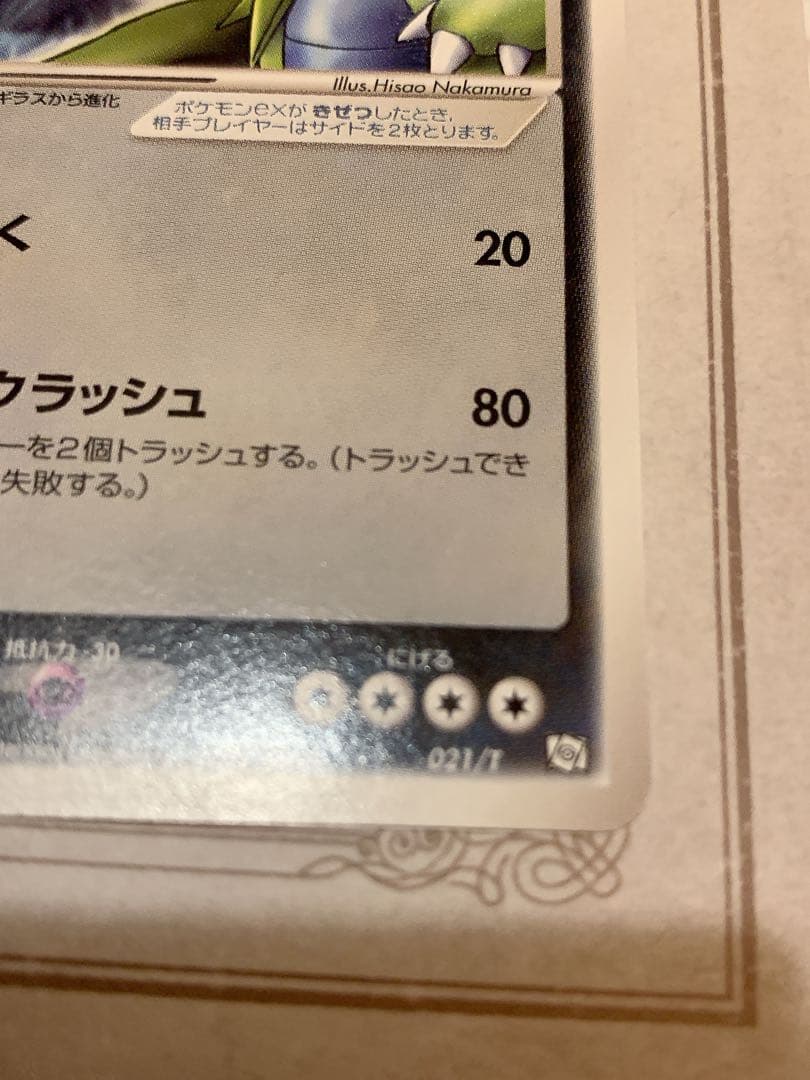 Illus.Hisao Nakamura
ギラスから進化
ポケモンexが きぜつしたとき、
相手プレイヤーはサイドを2枚とります。
く 20
クラッシュ 80
ーを2個トラッシュする。(トラッシュでき
失敗する。)
抵抗力 -30 にげる
021/T